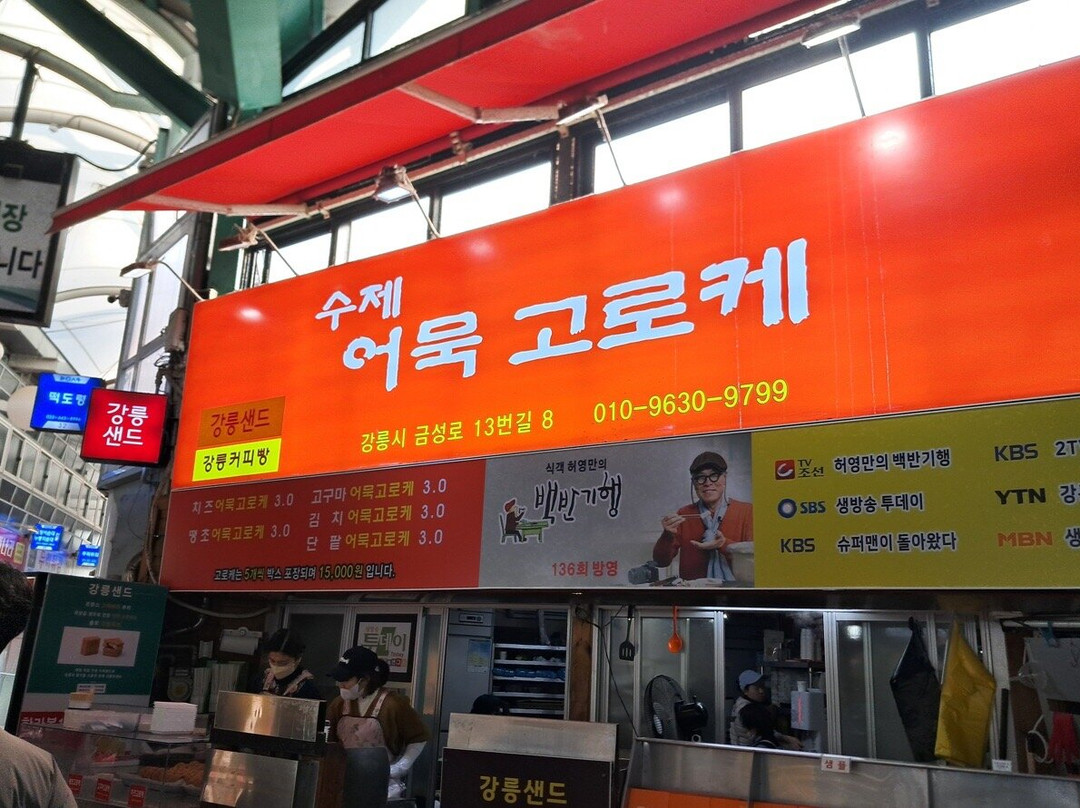 수제
어묵 고로케
강릉샌드
강릉커피빵
강릉시 금성로 13번길 8 010-9630-9799
강릉
샌드
치즈어묵고로케 3.0
땡초어묵고로케 3.0
고구마어묵고로케 3.0
김 치어묵고로케 3.0
단 팥어묵고로케 3.0
고로케는 5개씩 박스 포장되며 15,000원 입니다.
식객 허영만의
백반기행
136회 방영
TV
조선 허영만의 백반기행
SBS 생방송 투데이
KBS 슈퍼맨이 돌아왔다
KBS 2T
YTN 강
MBN 생
장
니다
강릉샌드
투데이
강릉샌드
샘플